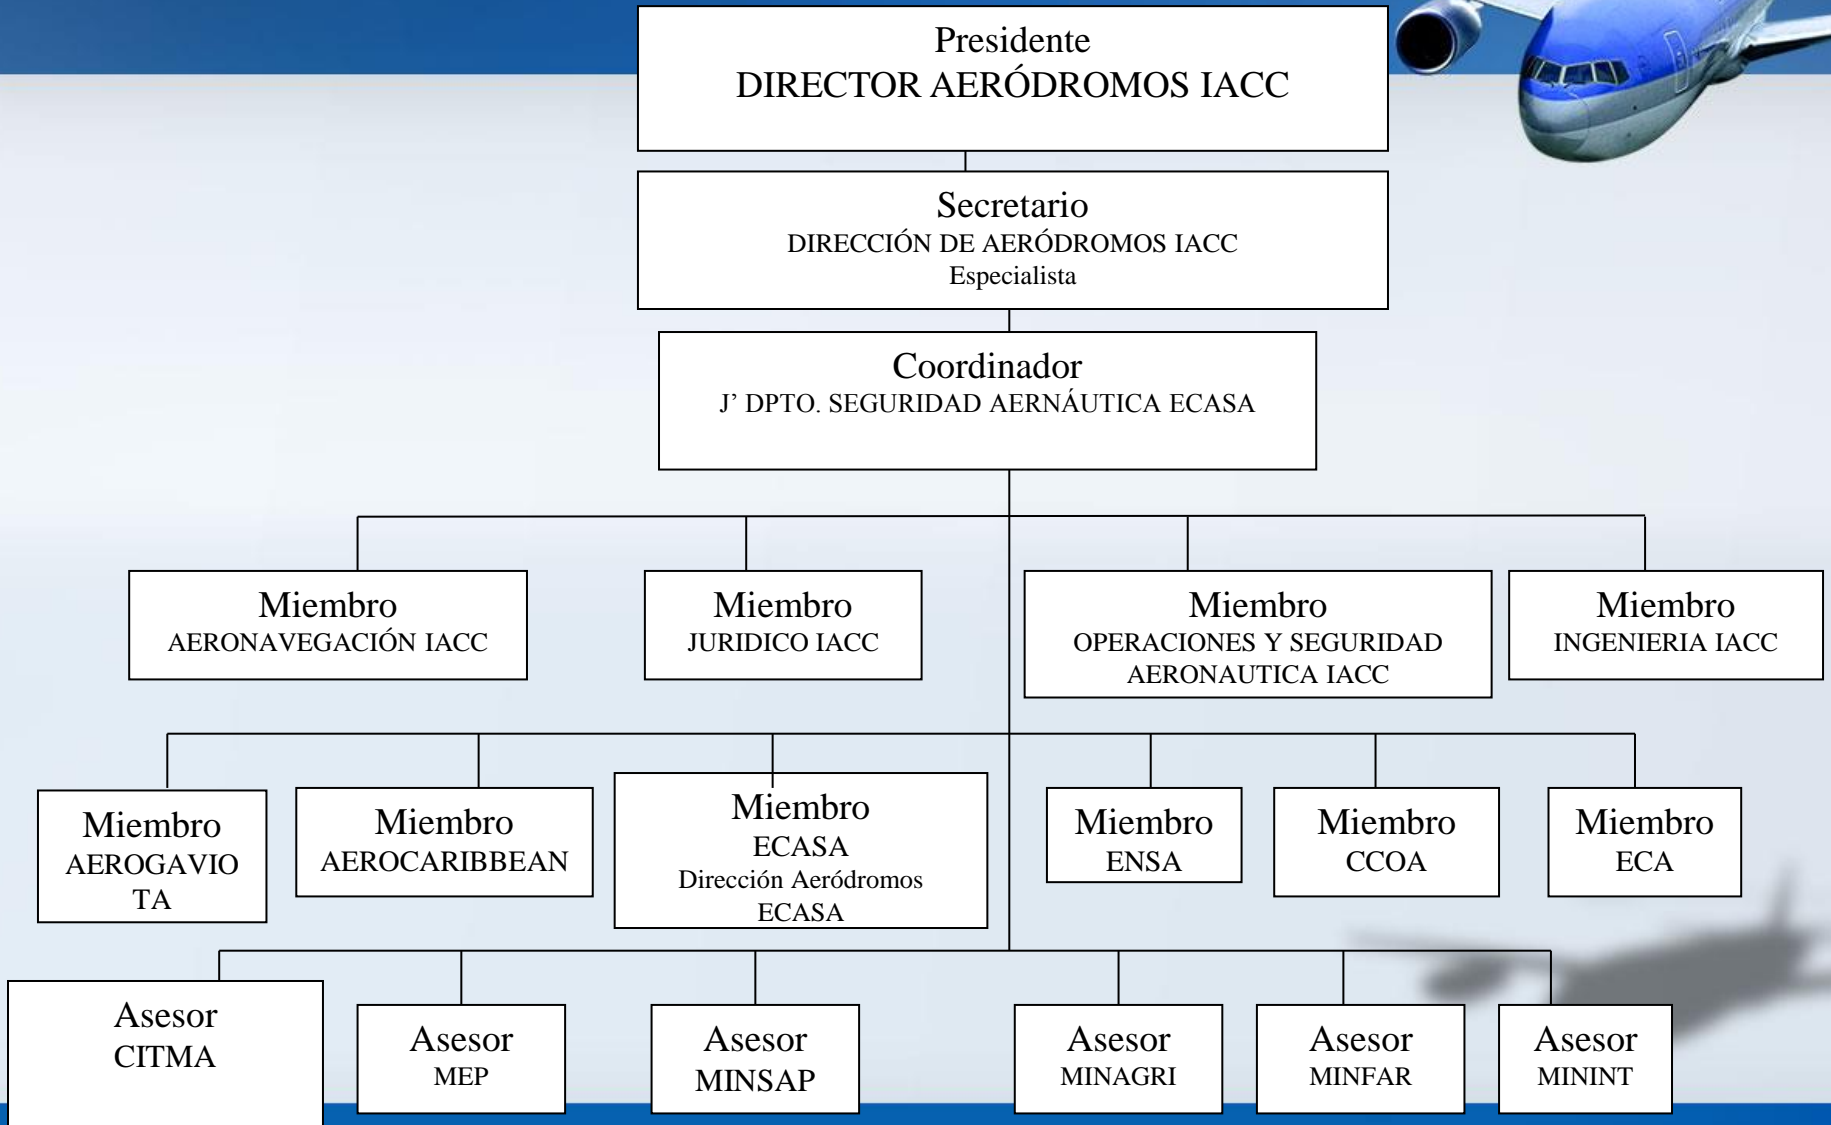 Presidente
DIRECTOR AERÓDROMOS IACC
Secretario
DIRECCIÓN DE AERÓDROMOS IACC
Especialista
Coordinador
J’ DPTO. SEGURIDAD AERNÁUTICA ECASA
Miembro
AERONAVEGACIÓN IACC
Miembro
JURIDICO IACC
Miembro
OPERACIONES Y SEGURIDAD
AERONAUTICA IACC
Miembro
INGENIERIA IACC
Miembro
AEROGAVIO
TA
Miembro
AEROCARIBBEAN
Miembro
ECASA
Dirección Aeródromos
ECASA
Miembro
ENSA
Miembro
CCOA
Miembro
ECA
Asesor
CITMA
Asesor
MEP
Asesor
MINSAP
Asesor
MINAGRI
Asesor
MINFAR
Asesor
MININT